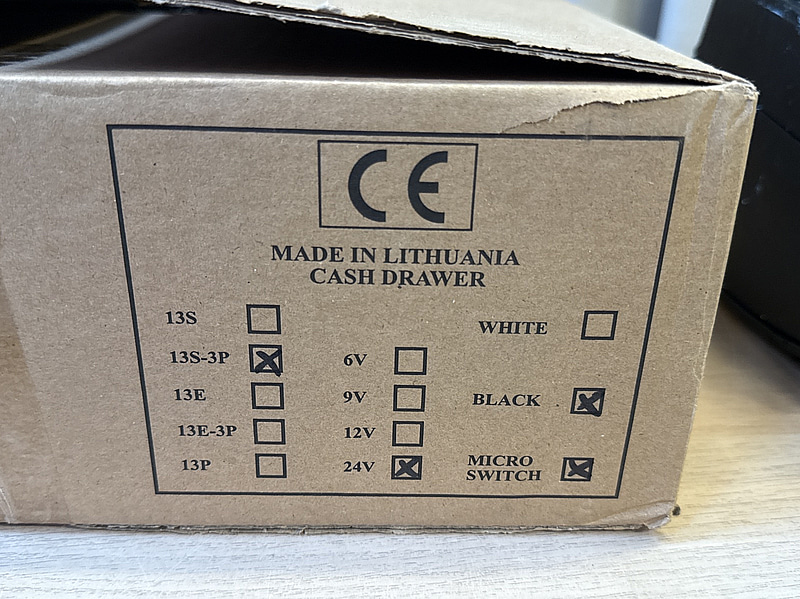 CE
MADE IN LITHUANIA
CASH DRAWER
13S
13S-3P
13E
13E-3P
13P
6V
9V
12V
24V
WHITE
BLACK
MICRO
SWITCH